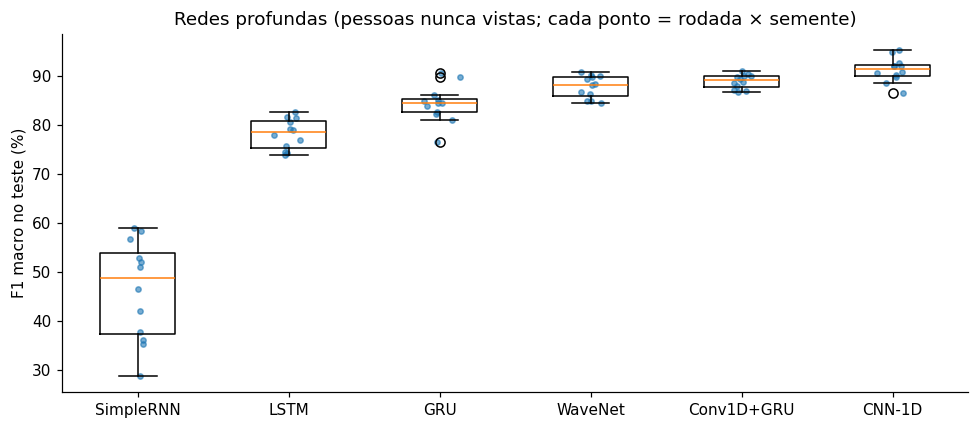 Redes profundas (pessoas nunca vistas; cada ponto = rodada × semente)
F1 macro no teste (%)
90
80
70
60
50
40
30
SimpleRNN LSTM GRU WaveNet Conv1D+GRU CNN-1D